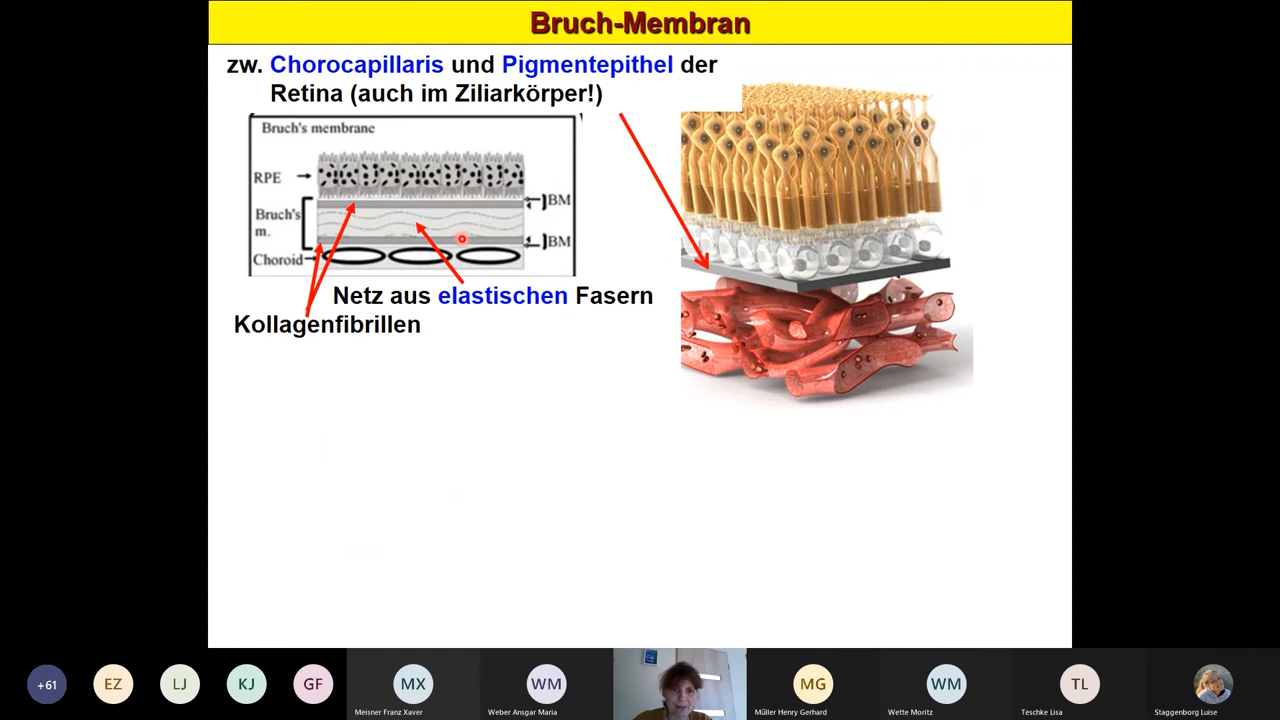 Bruch-Membran
zw. Chorocapillaris und Pigmentepithel der
Retina (auch im Ziliarkörper!)
Bruch's membrane
RPE
BM
Bruch's
m.
BM
Choroid
Netz aus elastischen Fasern
Kollagenfibrillen
+61
EZ
LJ
KJ
GF
MX
Meisner Franz Xaver
WM
Weber Ansgar Maria
MG
Müller Henry Gerhard
WM
Wette Moritz
TL
Teschke Lisa
Staggenborg Luise